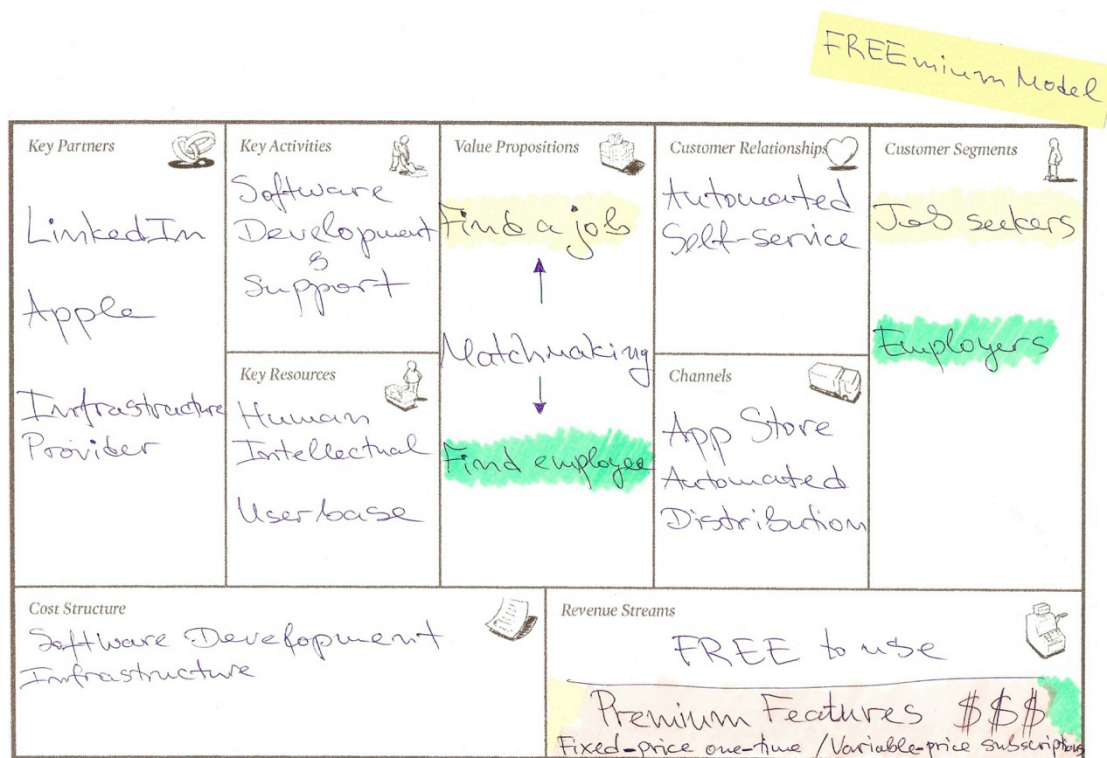 FREEmium Model
Key Partners
LinkedIn
Apple
Infrastructure
Provider
Key Activities
Software
Development
&
Support
Key Resources
Human
Intellectual
Userbase
Value Propositions
Find a job
Matchmaking
Find employee
Customer Relationships
Automated
Self-service
Channels
App Store
Automated
Distribution
Customer Segments
Job seekers
Employers
Cost Structure
Software Development
Infrastructure
Revenue Streams
FREE to use
Premium Features $$$
Fixed-price one-time / Variable-price subscriptions